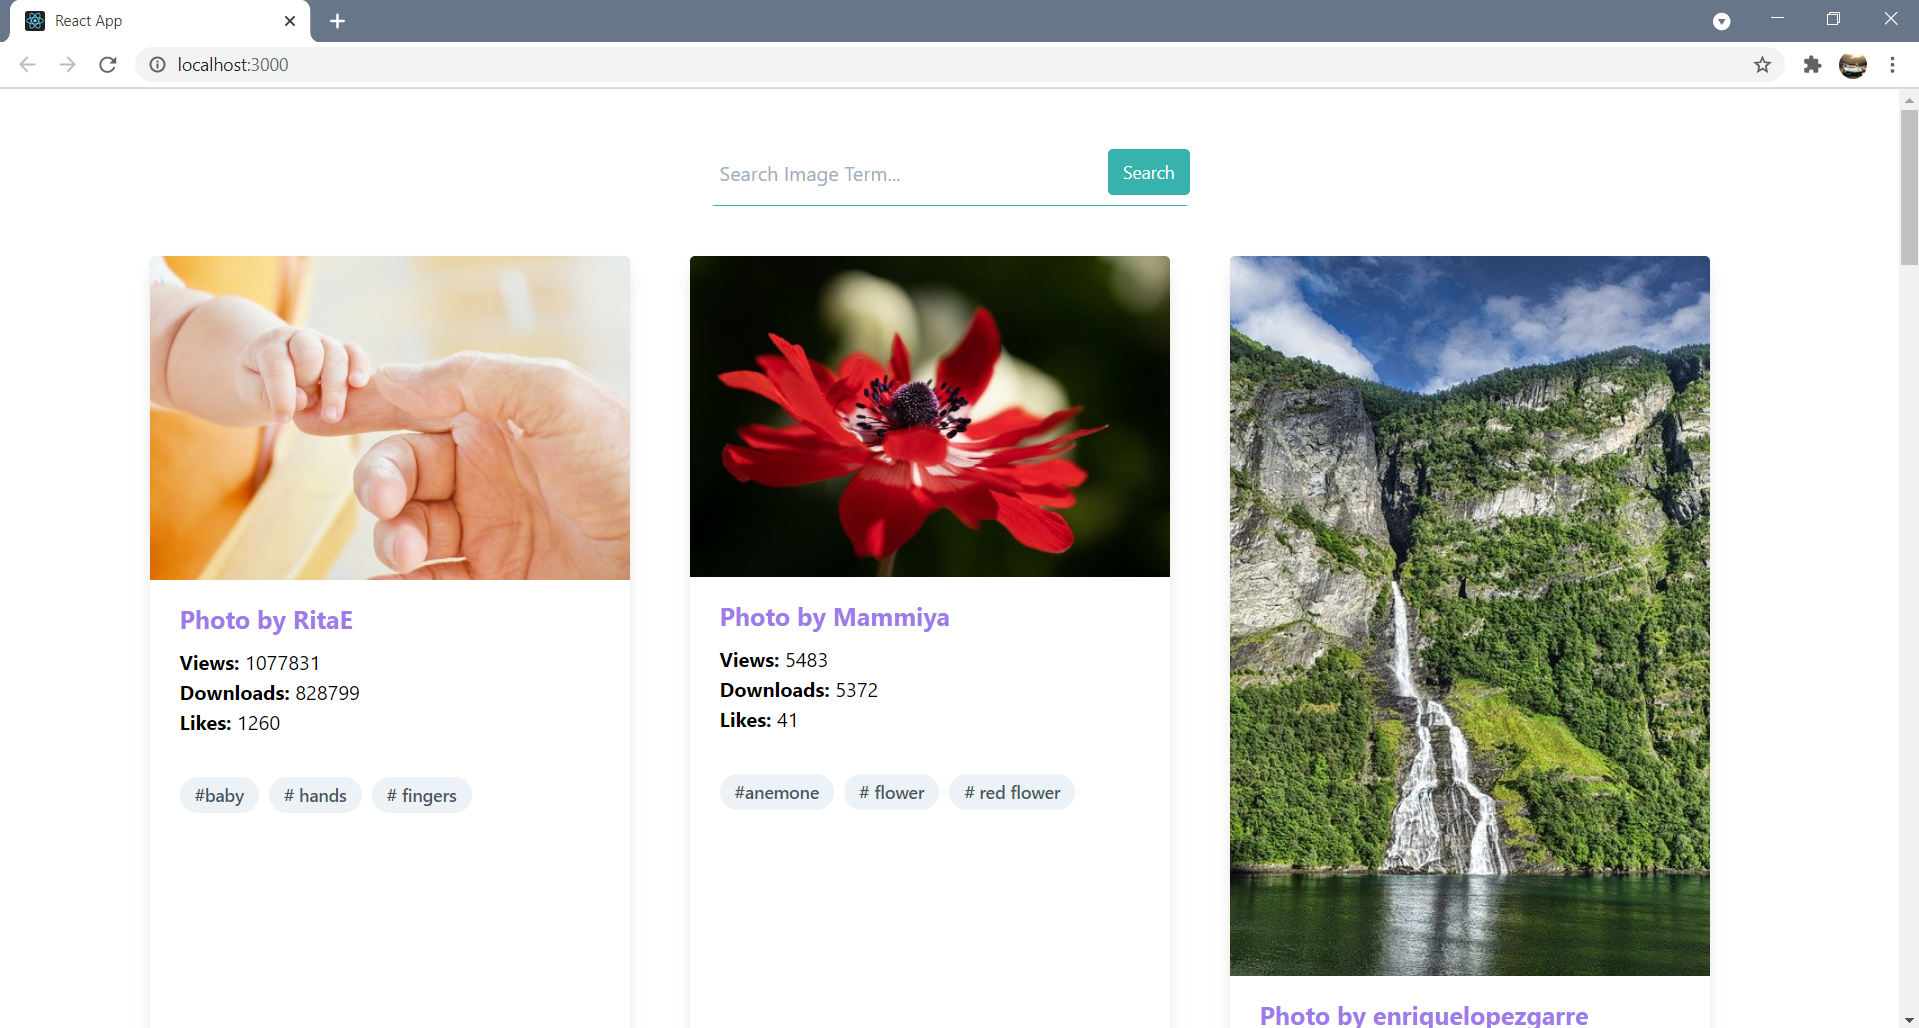 React App
localhost:3000
Search Image Term...
Search
Photo by RitaE
Views: 1077831
Downloads: 828799
Likes: 1260
#baby # hands # fingers
Photo by Mammiya
Views: 5483
Downloads: 5372
Likes: 41
#anemone # flower # red flower
Photo by enriquelopezgarre